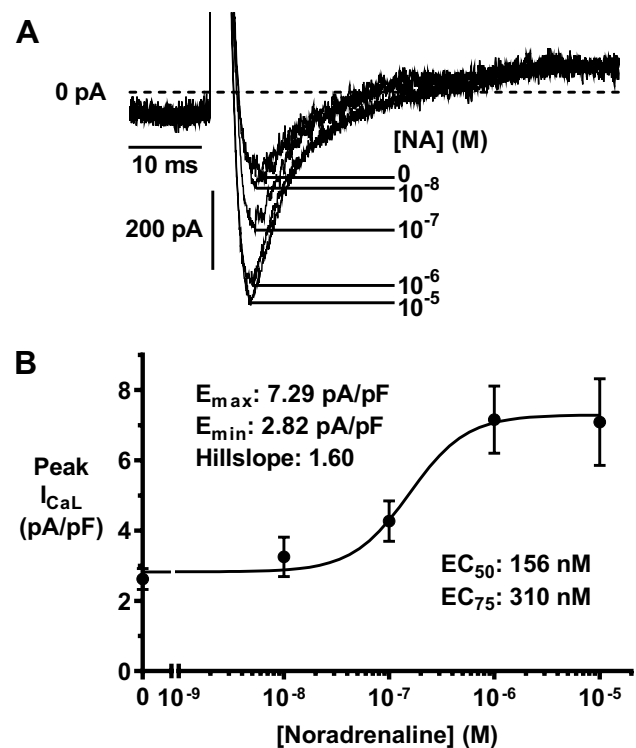 A
0 pA
[NA] (M)
10 ms
0
10⁻⁸
200 pA
10⁻⁷
10⁻⁶
10⁻⁵
B
Eₘₐₓ: 7.29 pA/pF
Eₘᵢₙ: 2.82 pA/pF
Hillslope: 1.60
Peak
I_CaL
(pA/pF)
8
6
4
2
0
EC₅₀: 156 nM
EC₇₅: 310 nM
0 10⁻⁹ 10⁻⁸ 10⁻⁷ 10⁻⁶ 10⁻⁵
[Noradrenaline] (M)